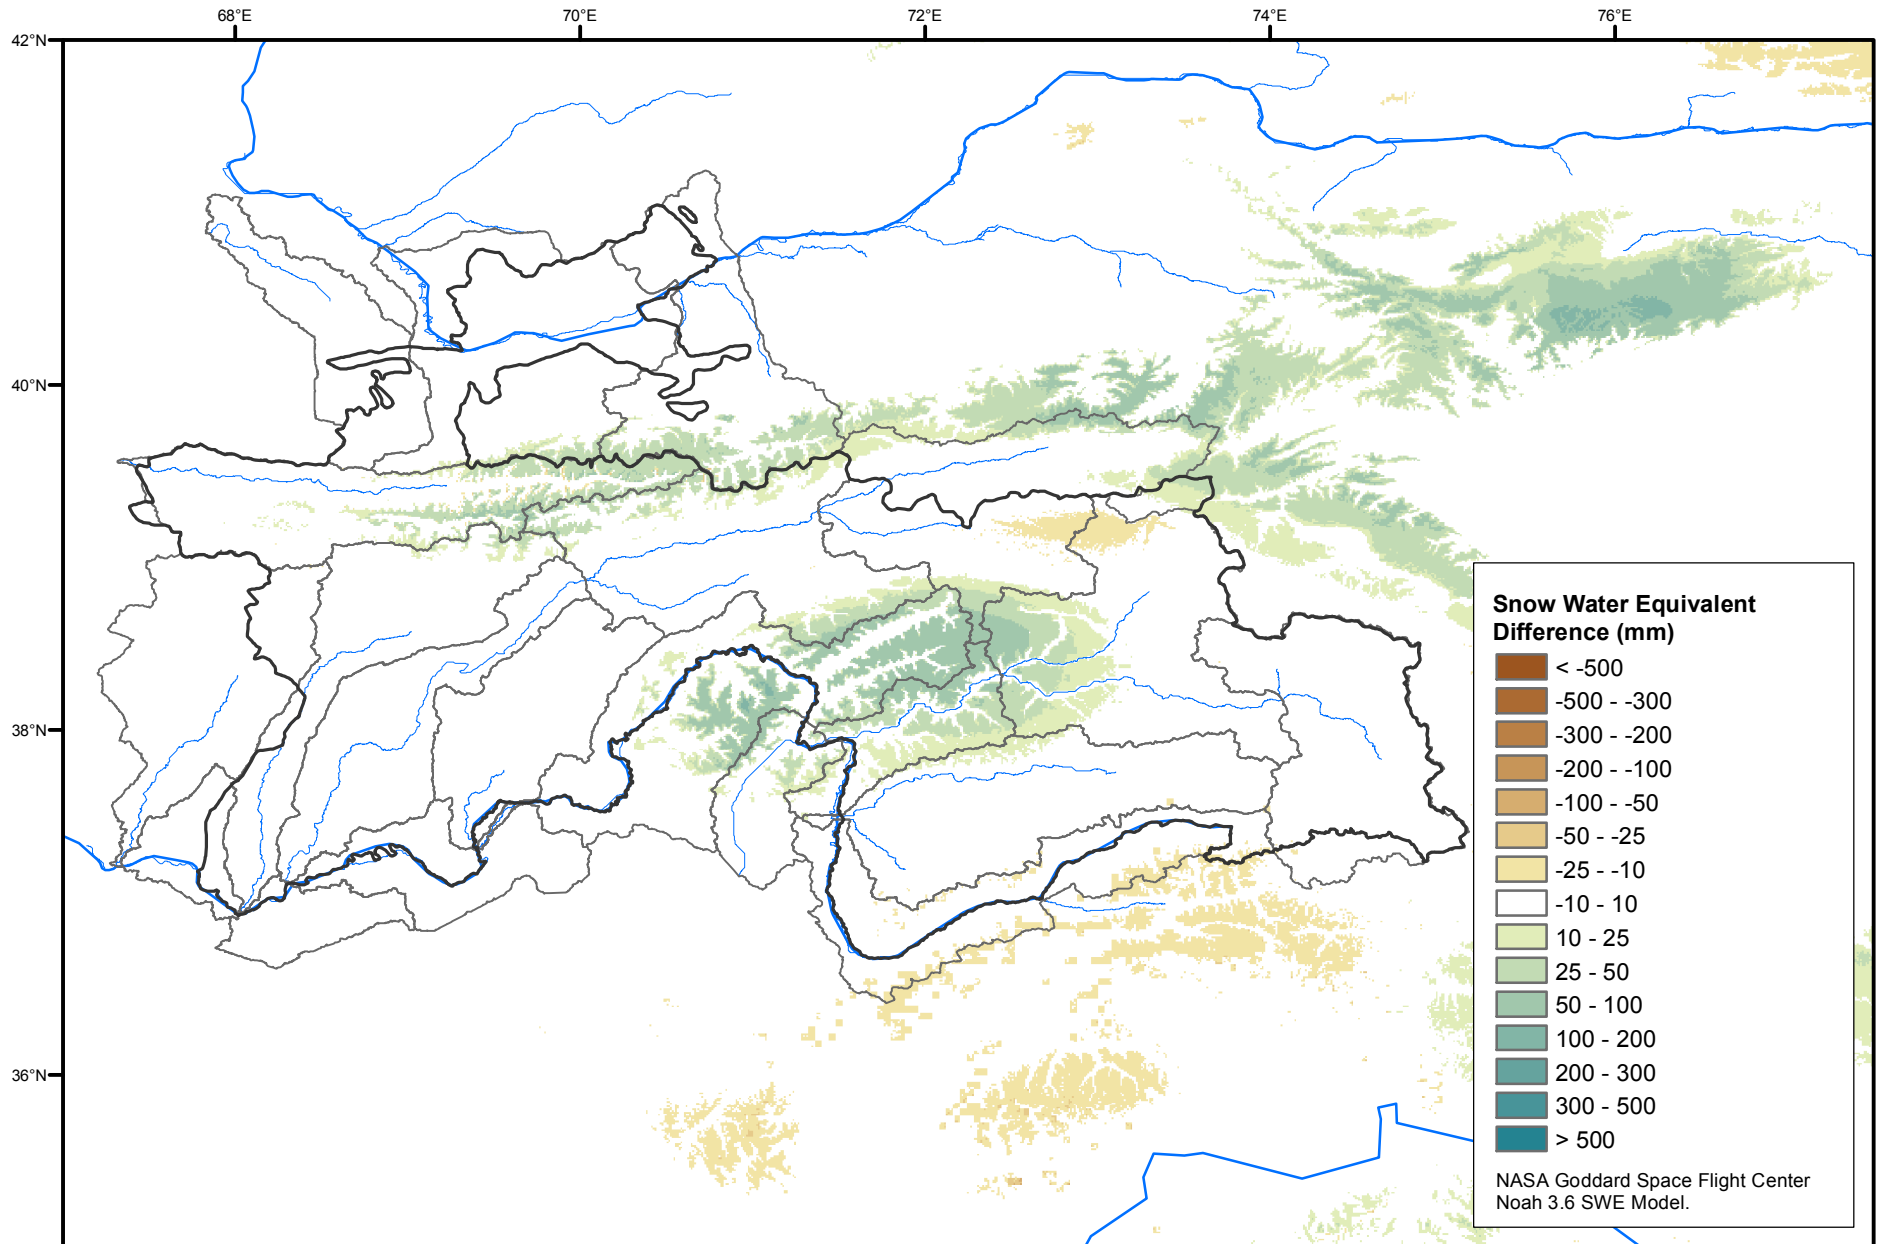 68°E
70°E
72°E
74°E
76°E
42°N
40°N
38°N
36°N
Snow Water Equivalent
Difference (mm)
< -500
-500 - -300
-300 - -200
-200 - -100
-100 - -50
-50 - -25
-25 - -10
-10 - 10
10 - 25
25 - 50
50 - 100
100 - 200
200 - 300
300 - 500
> 500
NASA Goddard Space Flight Center
Noah 3.6 SWE Model.